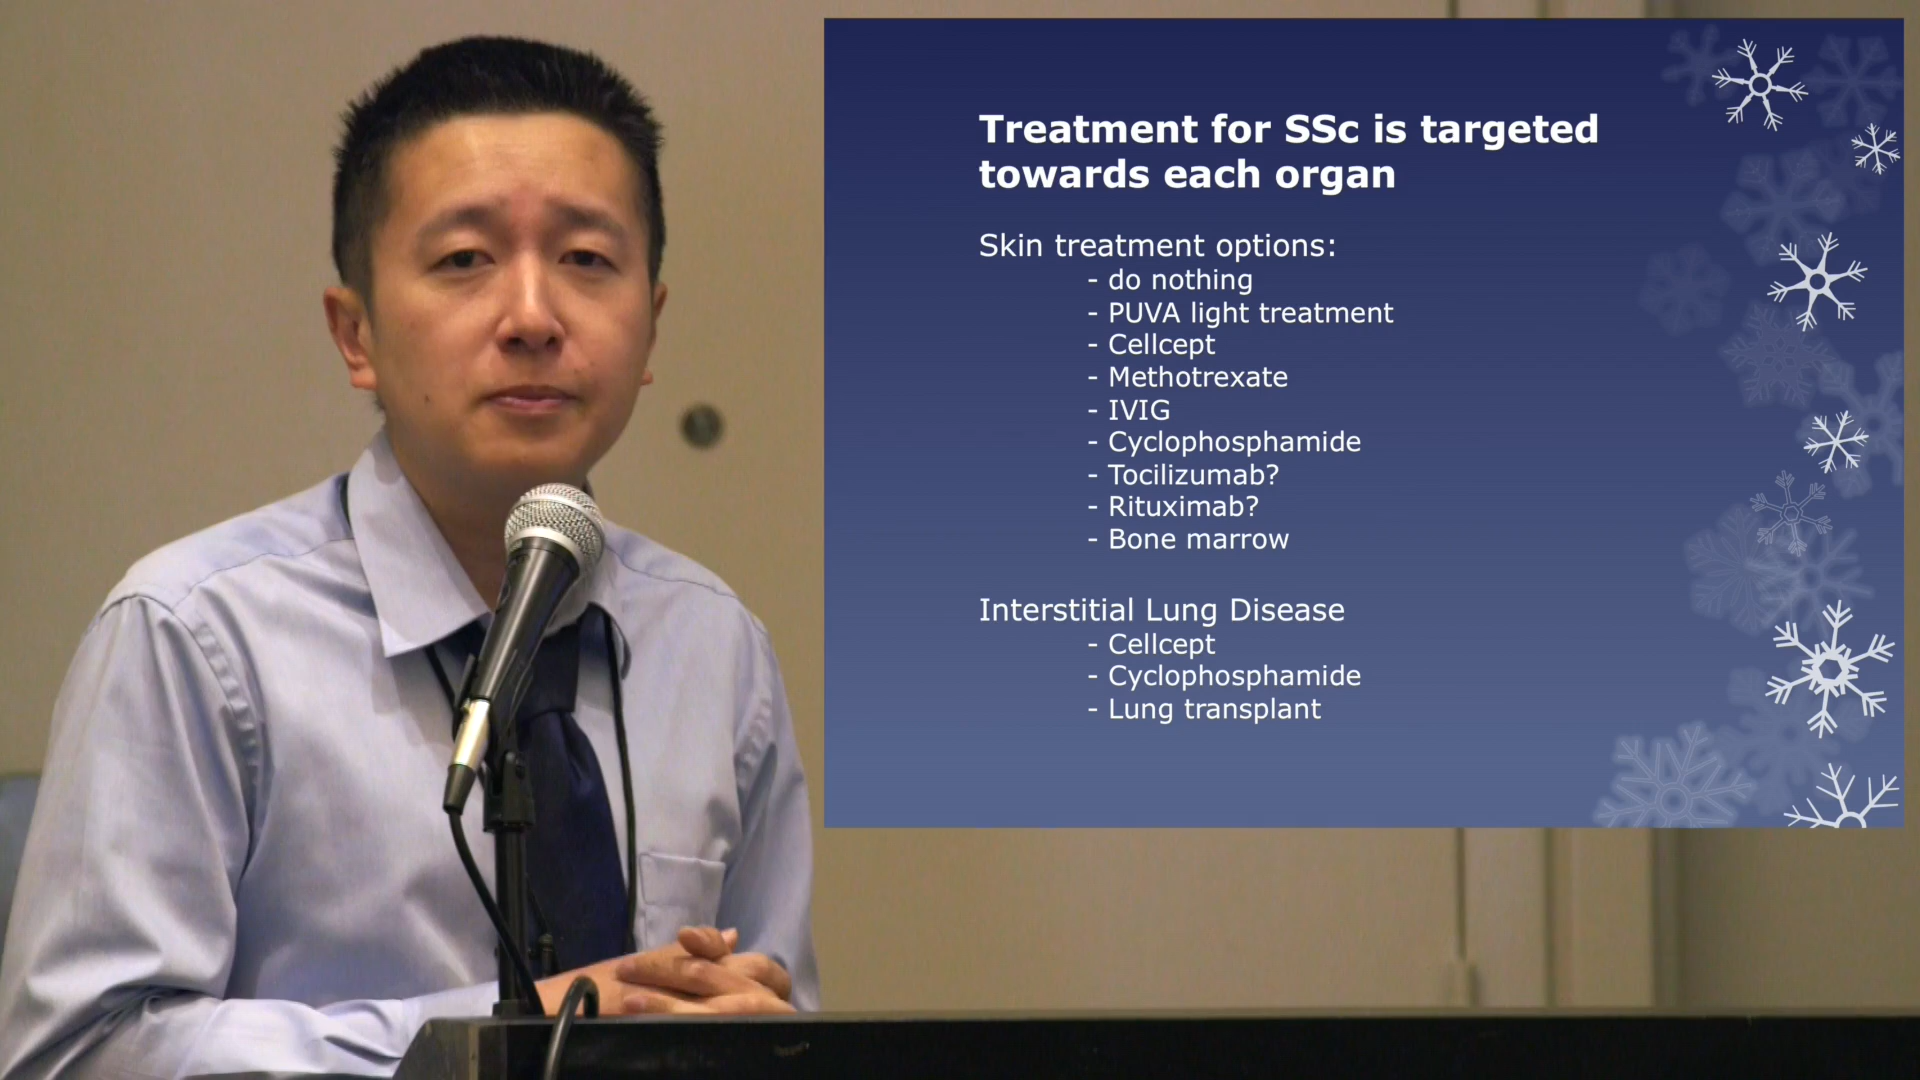 Treatment for SSc is targeted
towards each organ
Skin treatment options:
- do nothing
- PUVA light treatment
- Cellcept
- Methotrexate
- IVIG
- Cyclophosphamide
- Tocilizumab?
- Rituximab?
- Bone marrow
Interstitial Lung Disease
- Cellcept
- Cyclophosphamide
- Lung transplant